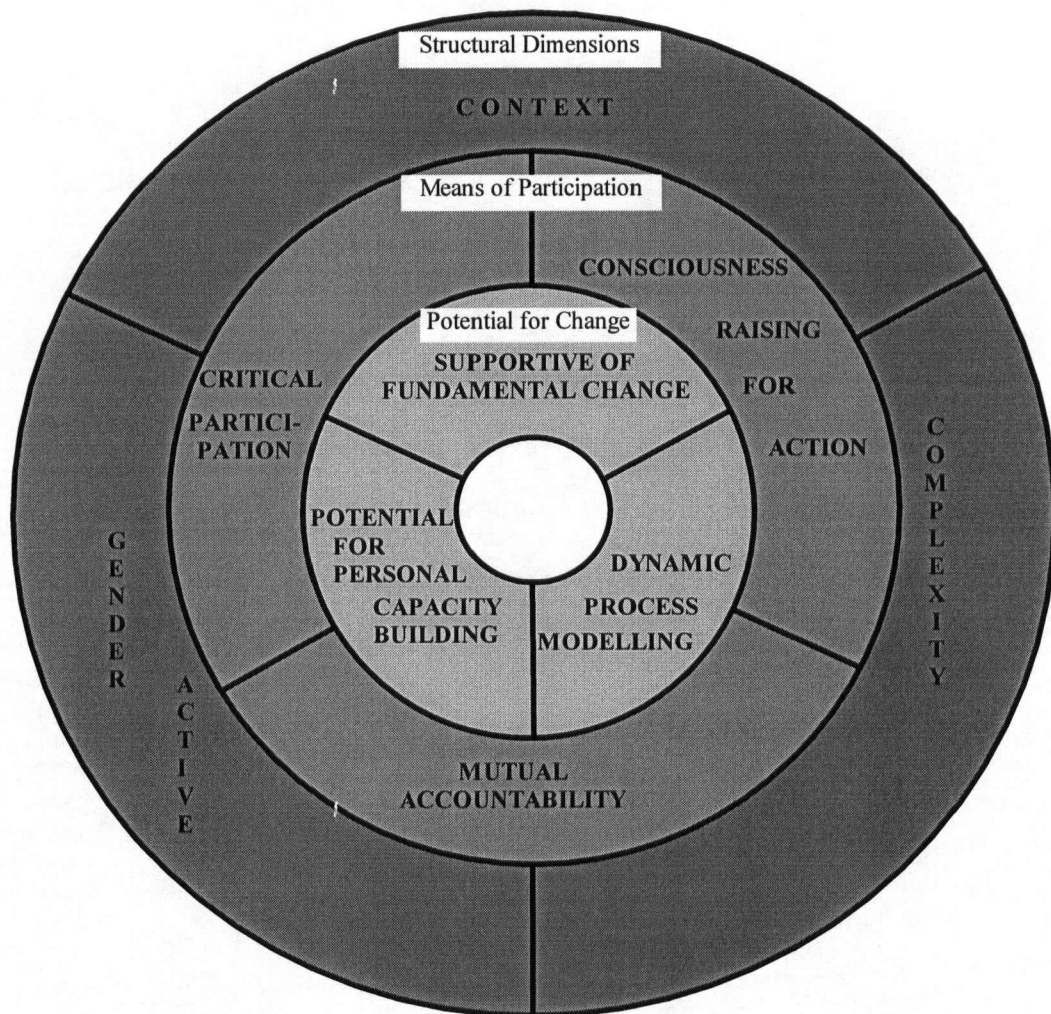 Structural Dimensions
CONTEXT
Means of Participation
CONSCIOUSNESS
RAISING
FOR
ACTION
Potential for Change
SUPPORTIVE OF
FUNDAMENTAL CHANGE
CRITICAL
PARTICI-
PATION
POTENTIAL
FOR
PERSONAL
CAPACITY
BUILDING
DYNAMIC
PROCESS
MODELLING
MUTUAL
ACCOUNTABILITY
GENDER
ACTIVE
COMPLEXITY